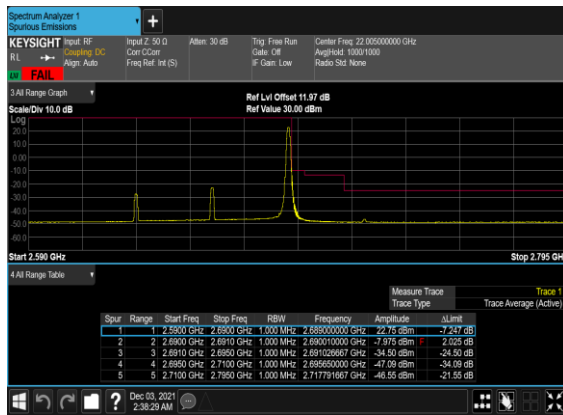 Spectrum Analyzer 1
Spurious Emissions
KEYSIGHT
Input: RF
Coupling: DC
Align: Auto
Input Z: 50 Ω
Corr CCorr
Freq Ref: Int (S)
Atten: 30 dB
Trig: Free Run
Gate: Off
IF Gain: Low
Center Freq: 22.005000000 GHz
Avg|Hold: 1000/1000
Radio Std: None
R L
FAIL
3 All Range Graph
Scale/Div 10.0 dB
Ref Lvl Offset 11.97 dB
Ref Value 30.00 dBm
Log
20.0
10.0
0.00
-10.0
-20.0
-30.0
-40.0
-50.0
-60.0
Start 2.590 GHz
Stop 2.795 GH
4 All Range Table
Measure Trace Trace 1
Trace Type Trace Average (Active)
Spur Range Start Freq Stop Freq RBW Frequency Amplitude ΔLimit
1 1 2.5900 GHz 2.6900 GHz 1.000 MHz 2.689000000 GHz 22.75 dBm -7.247 dB
2 2 2.6900 GHz 2.6910 GHz 1.000 MHz 2.690010000 GHz -7.975 dBm F 2.025 dB
3 3 2.6910 GHz 2.6950 GHz 1.000 MHz 2.691026667 GHz -34.50 dBm -24.50 dB
4 4 2.6950 GHz 2.7100 GHz 1.000 MHz 2.695650000 GHz -47.09 dBm -34.09 dB
5 5 2.7100 GHz 2.7950 GHz 1.000 MHz 2.717791667 GHz -46.55 dBm -21.55 dB
Dec 03, 2021
2:38:29 AM